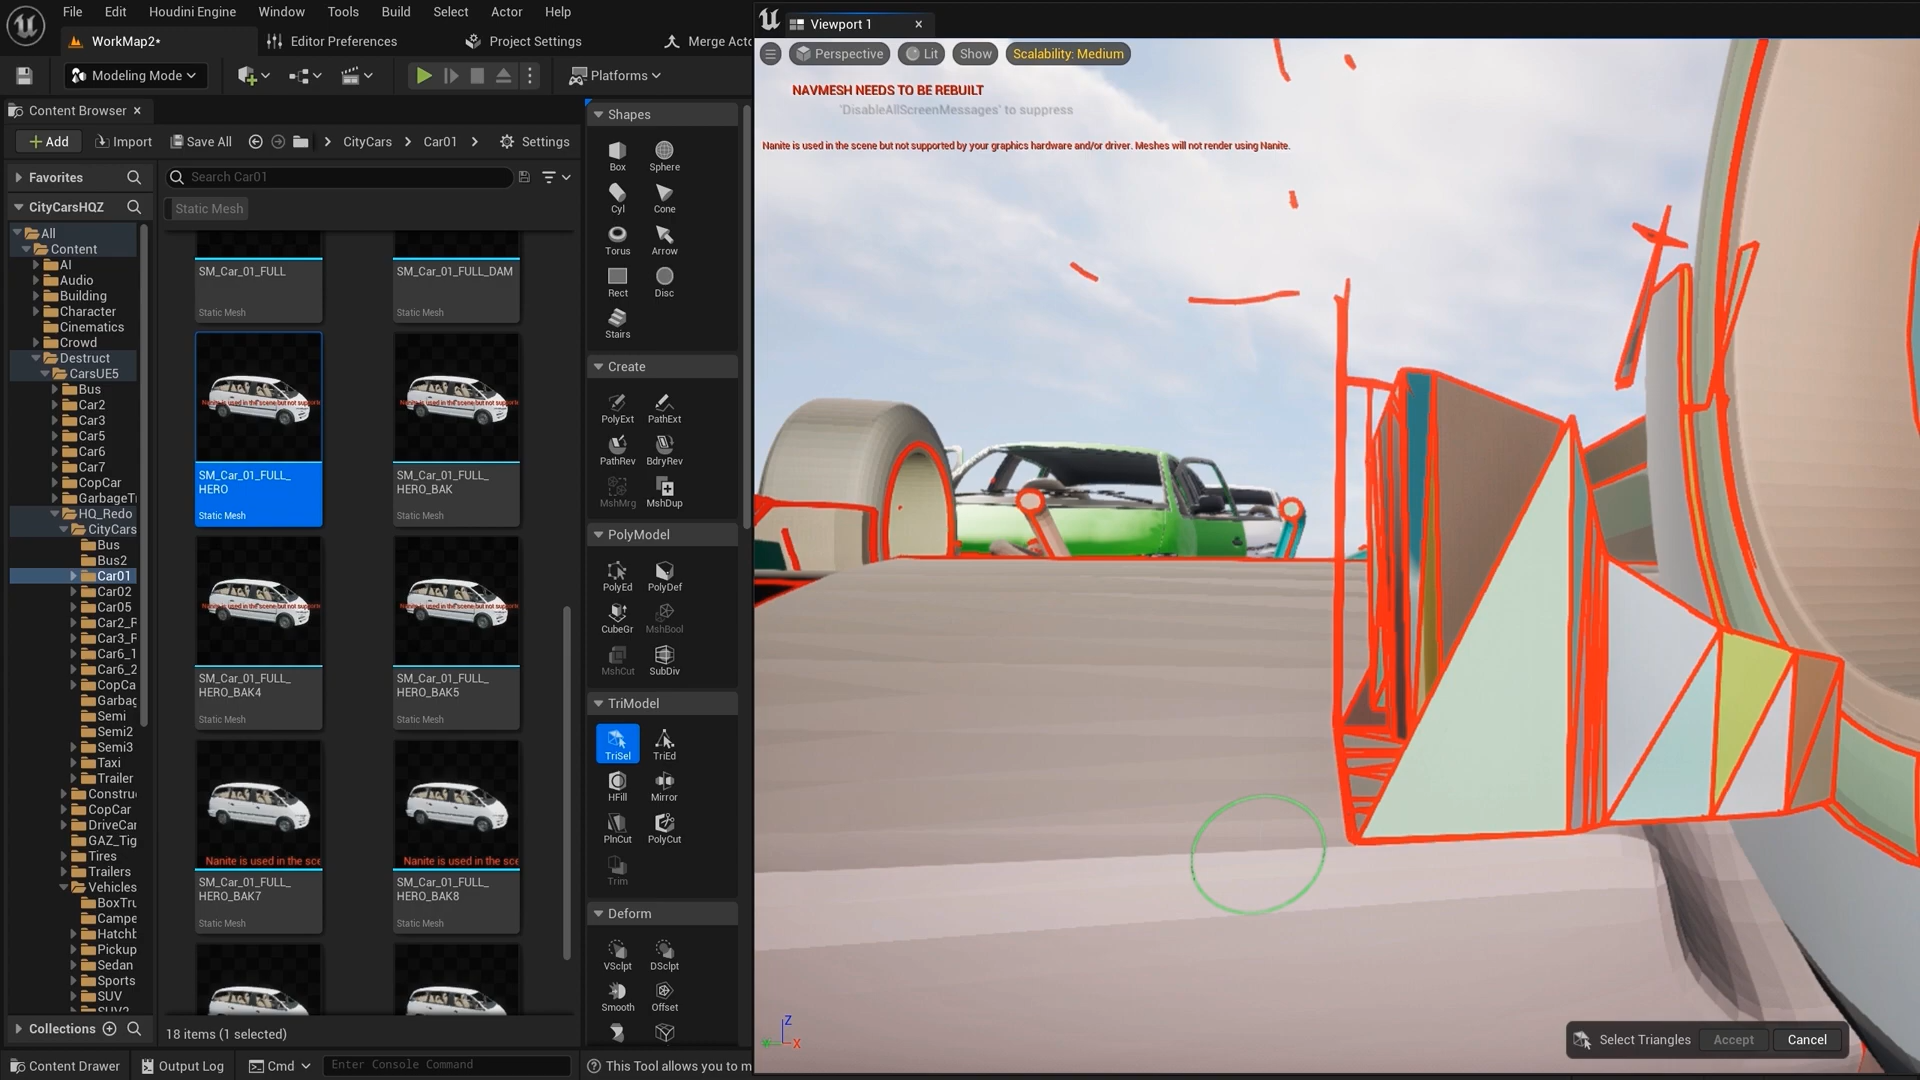 File Edit Houdini Engine Window Tools Build Select Actor Help
WorkMap2* Editor Preferences Project Settings Merge Acto
Modeling Mode Platforms
Content Browser
Add Import Save All CityCars Car01 Settings
Favorites
Search Car01
CityCarsHQZ
Static Mesh
All
Content
AI
Audio
Building
Character
Cinematics
Crowd
Destruct
CarsUE5
Bus
Car2
Car3
Car5
Car6
Car7
CopCar
GarbageT
HQ_Redo
CityCars
Bus
Bus2
Car01
Car02
Car05
Car2_F
Car3_F
Car6_1
Car6_2
CopCa
Garbag
Semi
Semi2
Semi3
Taxi
Trailer
Constru
CopCar
DriveCar
GAZ_Tig
Tires
Trailers
Vehicles
BoxTru
Campe
Hatchb
Pickup
Sedan
Sports
SUV
SUV2
Collections
SM_Car_01_FULL
Static Mesh
SM_Car_01_FULL_DAM
Static Mesh
SM_Car_01_FULL_
HERO
Static Mesh
SM_Car_01_FULL_
HERO_BAK
Static Mesh
SM_Car_01_FULL_
HERO_BAK4
Static Mesh
SM_Car_01_FULL_
HERO_BAK5
Static Mesh
Nanite is used in the sce
SM_Car_01_FULL_
HERO_BAK7
Static Mesh
Nanite is used in the sce
SM_Car_01_FULL_
HERO_BAK8
Static Mesh
18 items (1 selected)
Shapes
Box Sphere
Cyl Cone
Torus Arrow
Rect Disc
Stairs
Create
PolyExt PathExt
PathRev BdryRev
MshMrg MshDup
PolyModel
PolyEd PolyDef
CubeGr MshBool
MshCut SubDiv
TriModel
TriSel TriEd
HFill Mirror
PlnCut PolyCut
Trim
Deform
VSclpt DSclpt
Smooth Offset
Viewport 1
Perspective Lit Show Scalability: Medium
NAVMESH NEEDS TO BE REBUILT
'DisableAllScreenMessages' to suppress
Nanite is used in the scene but not supported by your graphics hardware and/or driver. Meshes will not render using Nanite.
Z
X
Select Triangles Accept Cancel
Content Drawer Output Log Cmd Enter Console Command This Tool allows you to m